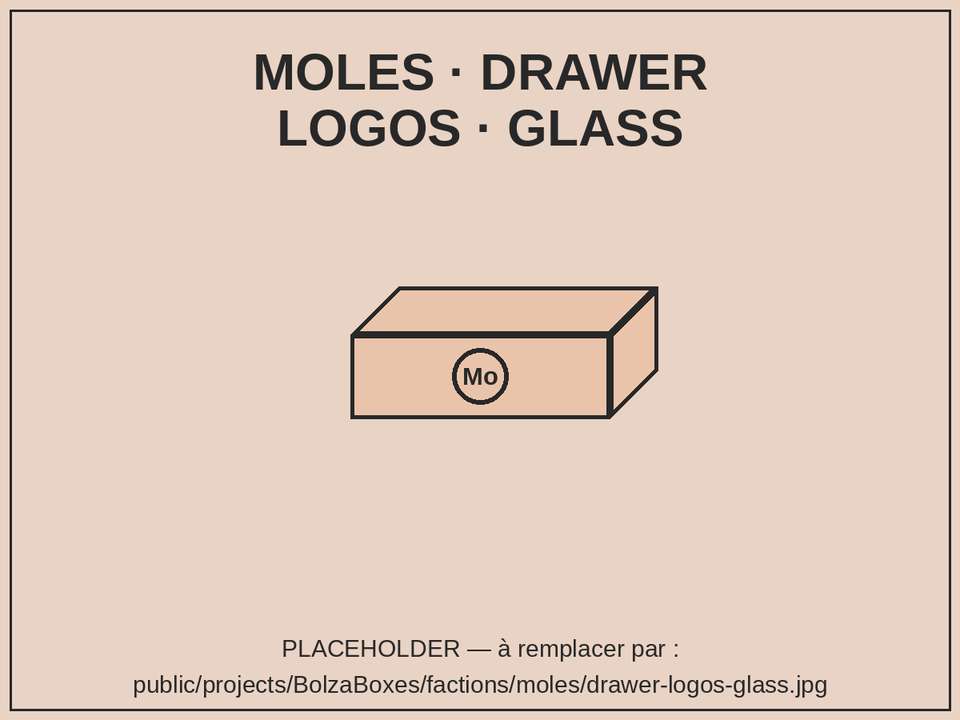 MOLES · DRAWER
LOGOS · GLASS
Mo
PLACEHOLDER — à remplacer par :
public/projects/BolzaBoxes/factions/moles/drawer-logos-glass.jpg